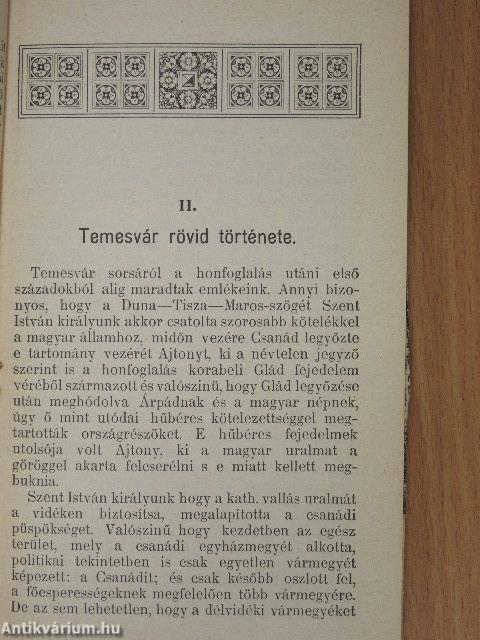 II.
Temesvár rövid története.
Temesvár sorsáról a honfoglalás utáni első
századokból alig maradtak emlékeink. Annyi bizo-
nyos, hogy a Duna—Tisza—Maros-szögét Szent
István királyunk akkor csatolta szorosabb kötelékkel
a magyar államhoz, midőn vezére Csanád legyőzte
e tartomány vezérét Ajtonyt, ki a névtelen jegyző
szerint is a honfoglalás korabeli Glád fejedelem
véréből származott és valószinű, hogy Glád legyőzése
után meghódolva Árpádnak és a magyar népnek,
úgy ő mint utódai hűbéres kötelezettséggel meg-
tartották országrészöket. E hűbéres fejedelmek
utolsója volt Ajtony, ki a magyar uralmat a
göröggel akarta felcserélni s e miatt kellett meg-
buknia.
Szent István királyunk hogy a kath. vallás uralmát
a vidéken biztosítsa, megalapította a csanádi
püspökséget. Valószinű hogy kezdetben az egész
terület, mely a csanádi egyházmegyét alkotta,
politikai tekintetben is csak egyetlen vármegyét
képezett: a Csanádit; és csak később oszlott fel,
a főesperességeknek megfelelően több vármegyére.
De az sem lehetetlen, hogy a délvidéki vármegyéket
Antikvárium.hu